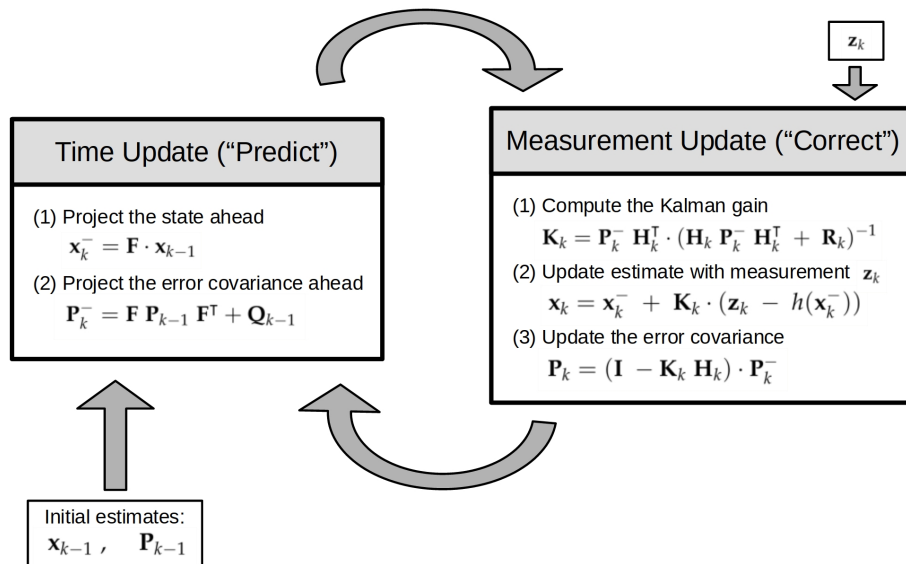 z_k
Time Update (“Predict”)
(1) Project the state ahead
x_k^− = F · x_{k−1}
(2) Project the error covariance ahead
P_k^− = F P_{k−1} F^T + Q_{k−1}
Measurement Update (“Correct”)
(1) Compute the Kalman gain
K_k = P_k^− H_k^T · (H_k P_k^− H_k^T + R_k)^{−1}
(2) Update estimate with measurement z_k
x_k = x_k^− + K_k · (z_k − h(x_k^−))
(3) Update the error covariance
P_k = (I − K_k H_k) · P_k^−
Initial estimates:
x_{k−1} , P_{k−1}